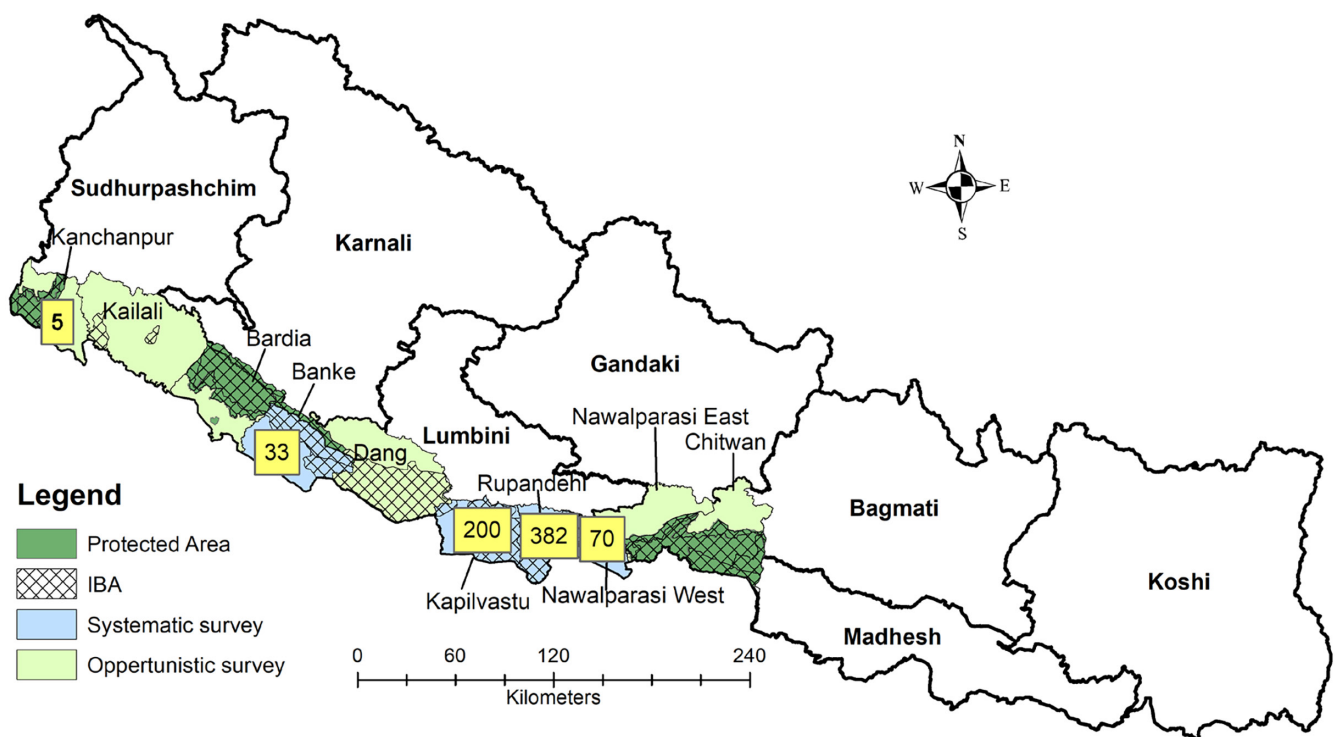 N
W
E
S
Sudhurpashchim
Kanchanpur
Karnali
5
Kailali
Bardia
Banke
Gandaki
Nawalparasi East
Chitwan
Lumbini
33
Dang
Rupandehi
200
382
70
Bagmati
Kapilvastu
Nawalparasi West
Koshi
Madhesh
Legend
Protected Area
IBA
Systematic survey
Oppertunistic survey
0 60 120 240
Kilometers